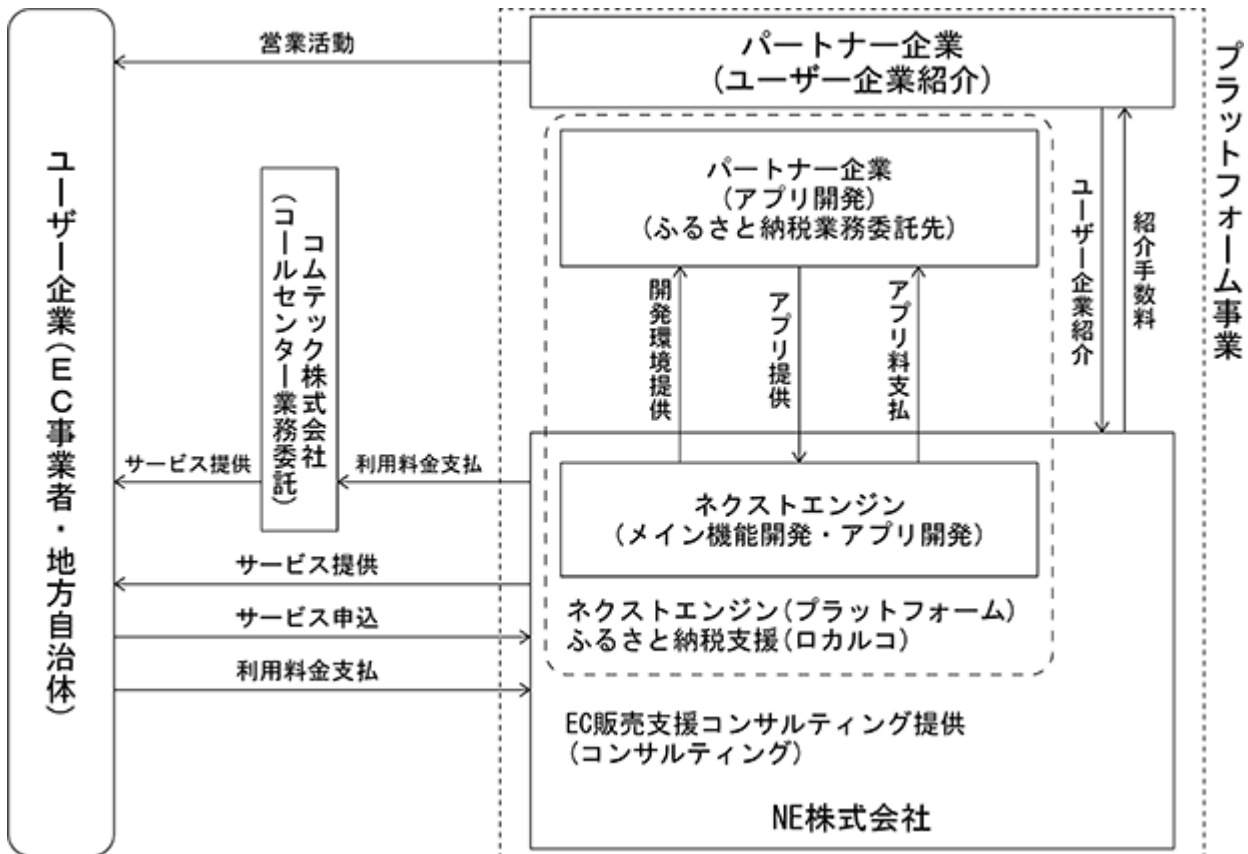 営業活動
パートナー企業
(ユーザー企業紹介)
プラットフォーム事業
パートナー企業
(アプリ開発)
(ふるさと納税業務委託先)
ユーザー企業紹介
紹介手数料
ユーザー企業(EC事業者・地方自治体)
コムテック株式会社
(コールセンター業務委託)
開発環境提供
アプリ提供
アプリ料支払
サービス提供
利用料金支払
ネクストエンジン
(メイン機能開発・アプリ開発)
サービス提供
サービス申込
利用料金支払
ネクストエンジン(プラットフォーム)
ふるさと納税支援(ロカルコ)
EC販売支援コンサルティング提供
(コンサルティング)
NE株式会社